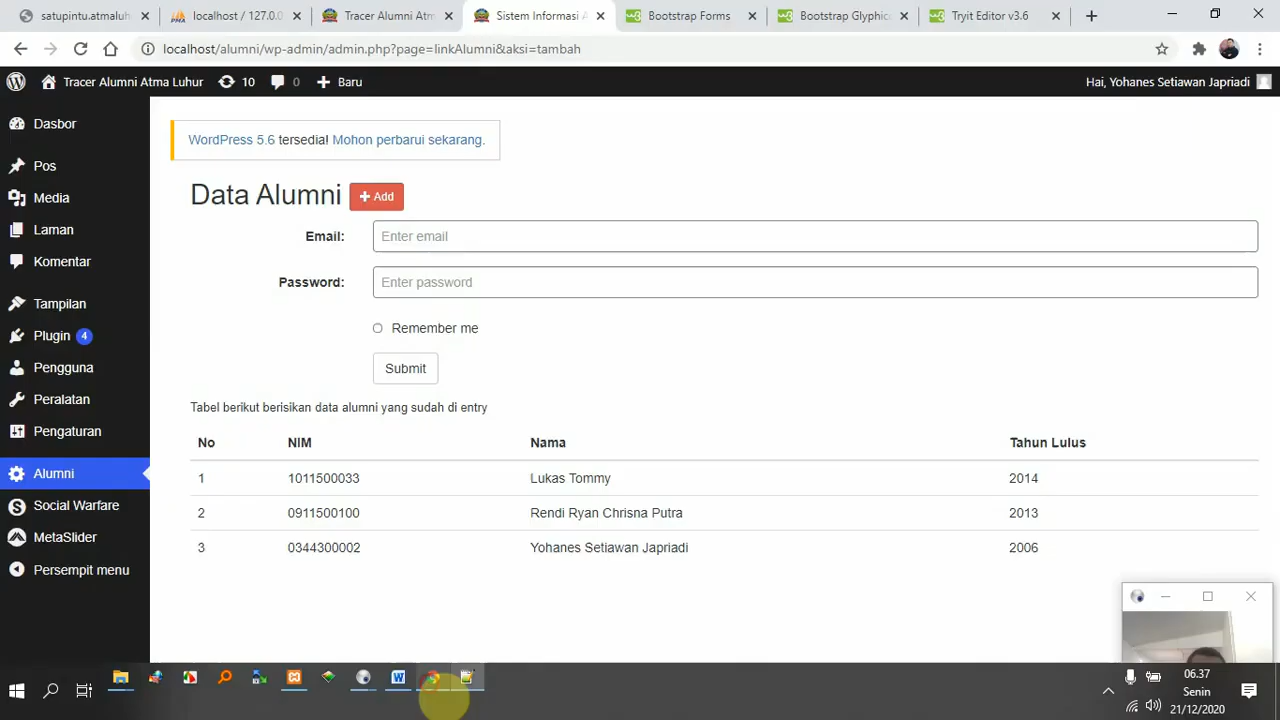 satupintu.atmaluh
localhost / 127.0.0
Tracer Alumni Atm
Sistem Informasi A
Bootstrap Forms
Bootstrap Glyphic
Tryit Editor v3.6
localhost/alumni/wp-admin/admin.php?page=linkAlumni&aksi=tambah
Tracer Alumni Atma Luhur 10 0 Baru
Hai, Yohanes Setiawan Japriadi
Dasbor
Pos
Media
Laman
Komentar
Tampilan
Plugin 4
Pengguna
Peralatan
Pengaturan
Alumni
Social Warfare
MetaSlider
Persempit menu
WordPress 5.6 tersedia! Mohon perbarui sekarang.
Data Alumni Add
Email: Enter email
Password: Enter password
Remember me
Submit
Tabel berikut berisikan data alumni yang sudah di entry
No NIM Nama Tahun Lulus
1 1011500033 Lukas Tommy 2014
2 0911500100 Rendi Ryan Chrisna Putra 2013
3 0344300002 Yohanes Setiawan Japriadi 2006
06.37
Senin
21/12/2020